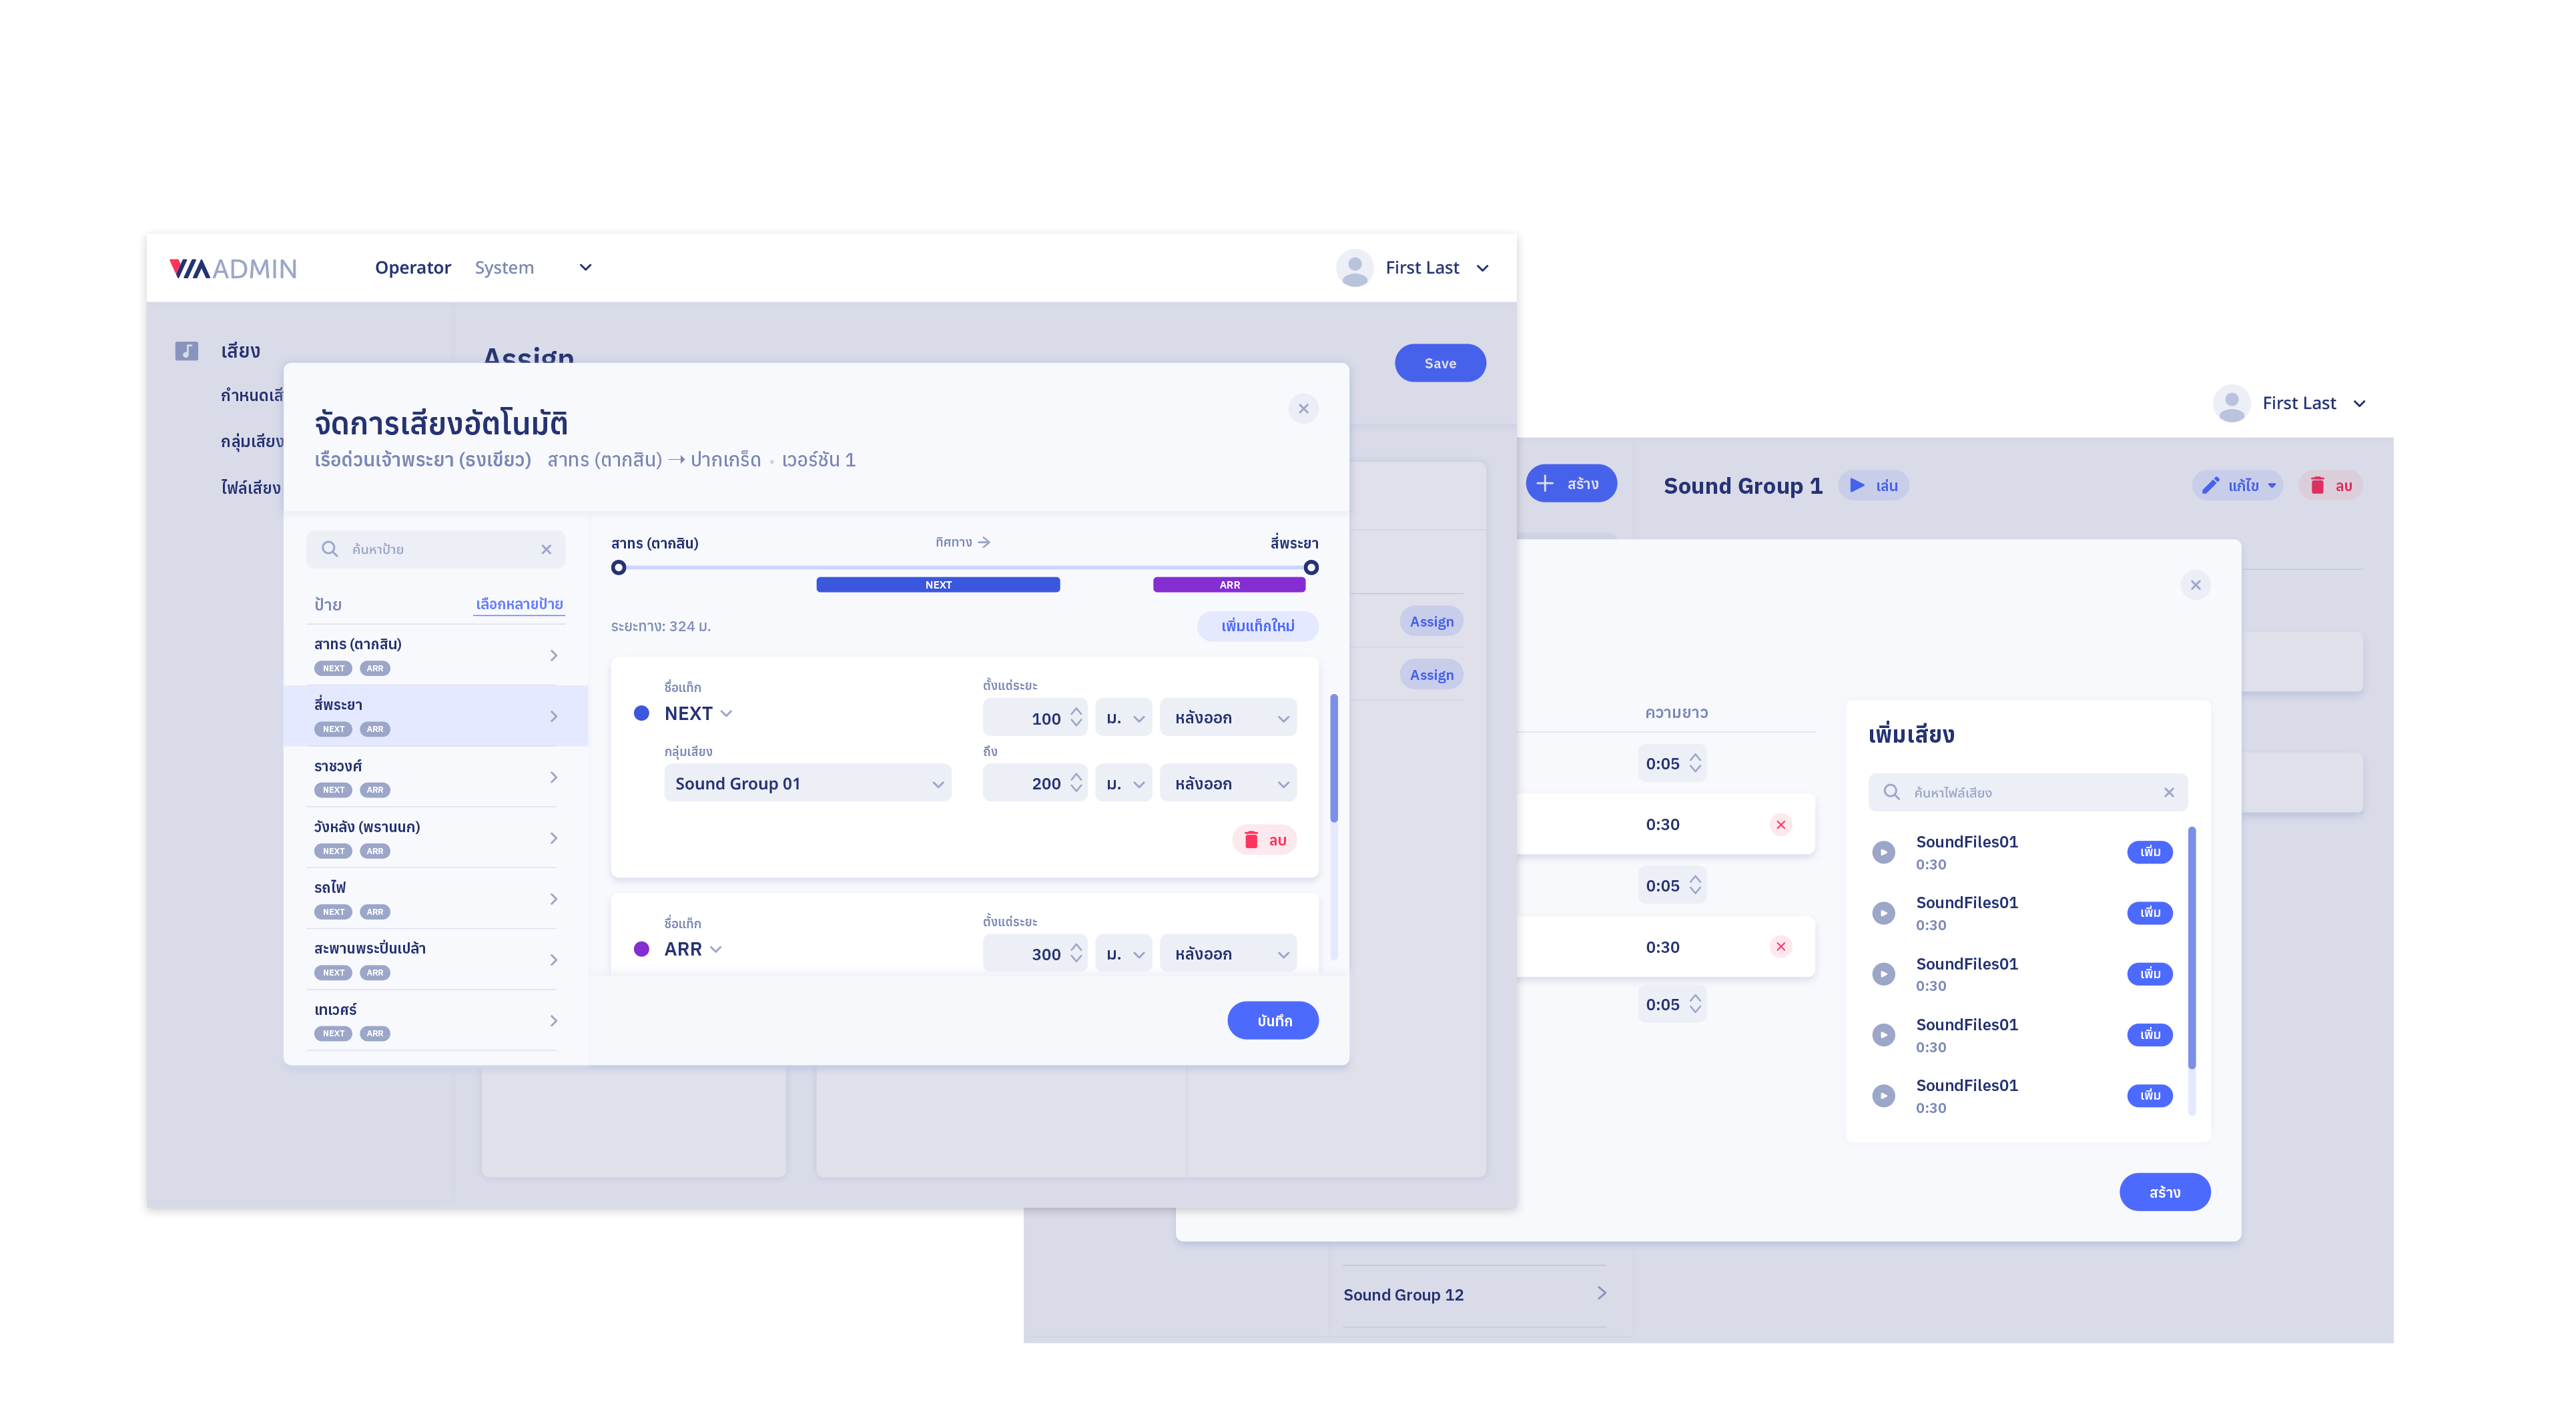 VIA ADMIN
Operator System
First Last
เสียง
กำหนดเสี
กลุ่มเสียง
ไฟล์เสียง
Assign
Save
จัดการเสียงอัตโนมัติ
เรือด่วนเจ้าพระยา (ธงเขียว) สาทร (ตากสิน) → ปากเกร็ด • เวอร์ชัน 1
ค้นหาป้าย
ป้าย เลือกหลายป้าย
สาทร (ตากสิน)
NEXT ARR
สี่พระยา
NEXT ARR
ราชวงศ์
NEXT ARR
วังหลัง (พรานนก)
NEXT ARR
รถไฟ
NEXT ARR
สะพานพระปิ่นเปล้า
NEXT ARR
เทเวศร์
NEXT ARR
สาทร (ตากสิน) ทิศทาง → สี่พระยา
NEXT ARR
ระยะทาง: 324 ม. เพิ่มแท็กใหม่
ชื่อแท็ก ตั้งแต่ระยะ
NEXT 100 ม. หลังออก
กลุ่มเสียง ถึง
Sound Group 01 200 ม. หลังออก
ลบ
ชื่อแท็ก ตั้งแต่ระยะ
ARR 300 ม. หลังออก
บันทึก
Assign
Assign
First Last
สร้าง
Sound Group 1 เล่น แก้ไข ลบ
ความยาว
0:05
0:30
0:05
0:30
0:05
เพิ่มเสียง
ค้นหาไฟล์เสียง
SoundFiles01
0:30 เพิ่ม
SoundFiles01
0:30 เพิ่ม
SoundFiles01
0:30 เพิ่ม
SoundFiles01
0:30 เพิ่ม
SoundFiles01
0:30 เพิ่ม
สร้าง
Sound Group 12